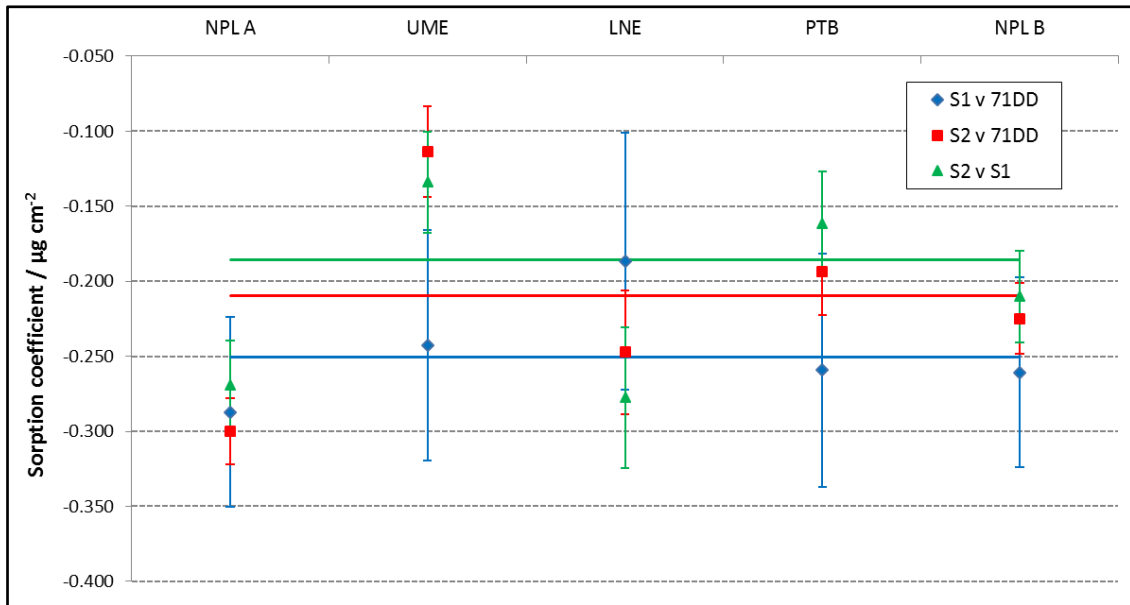 NPL A UME LNE PTB NPL B
-0.050
-0.100
-0.150
-0.200
-0.250
-0.300
-0.350
-0.400
Sorption coefficient / µg cm⁻²
S1 v 71DD
S2 v 71DD
S2 v S1